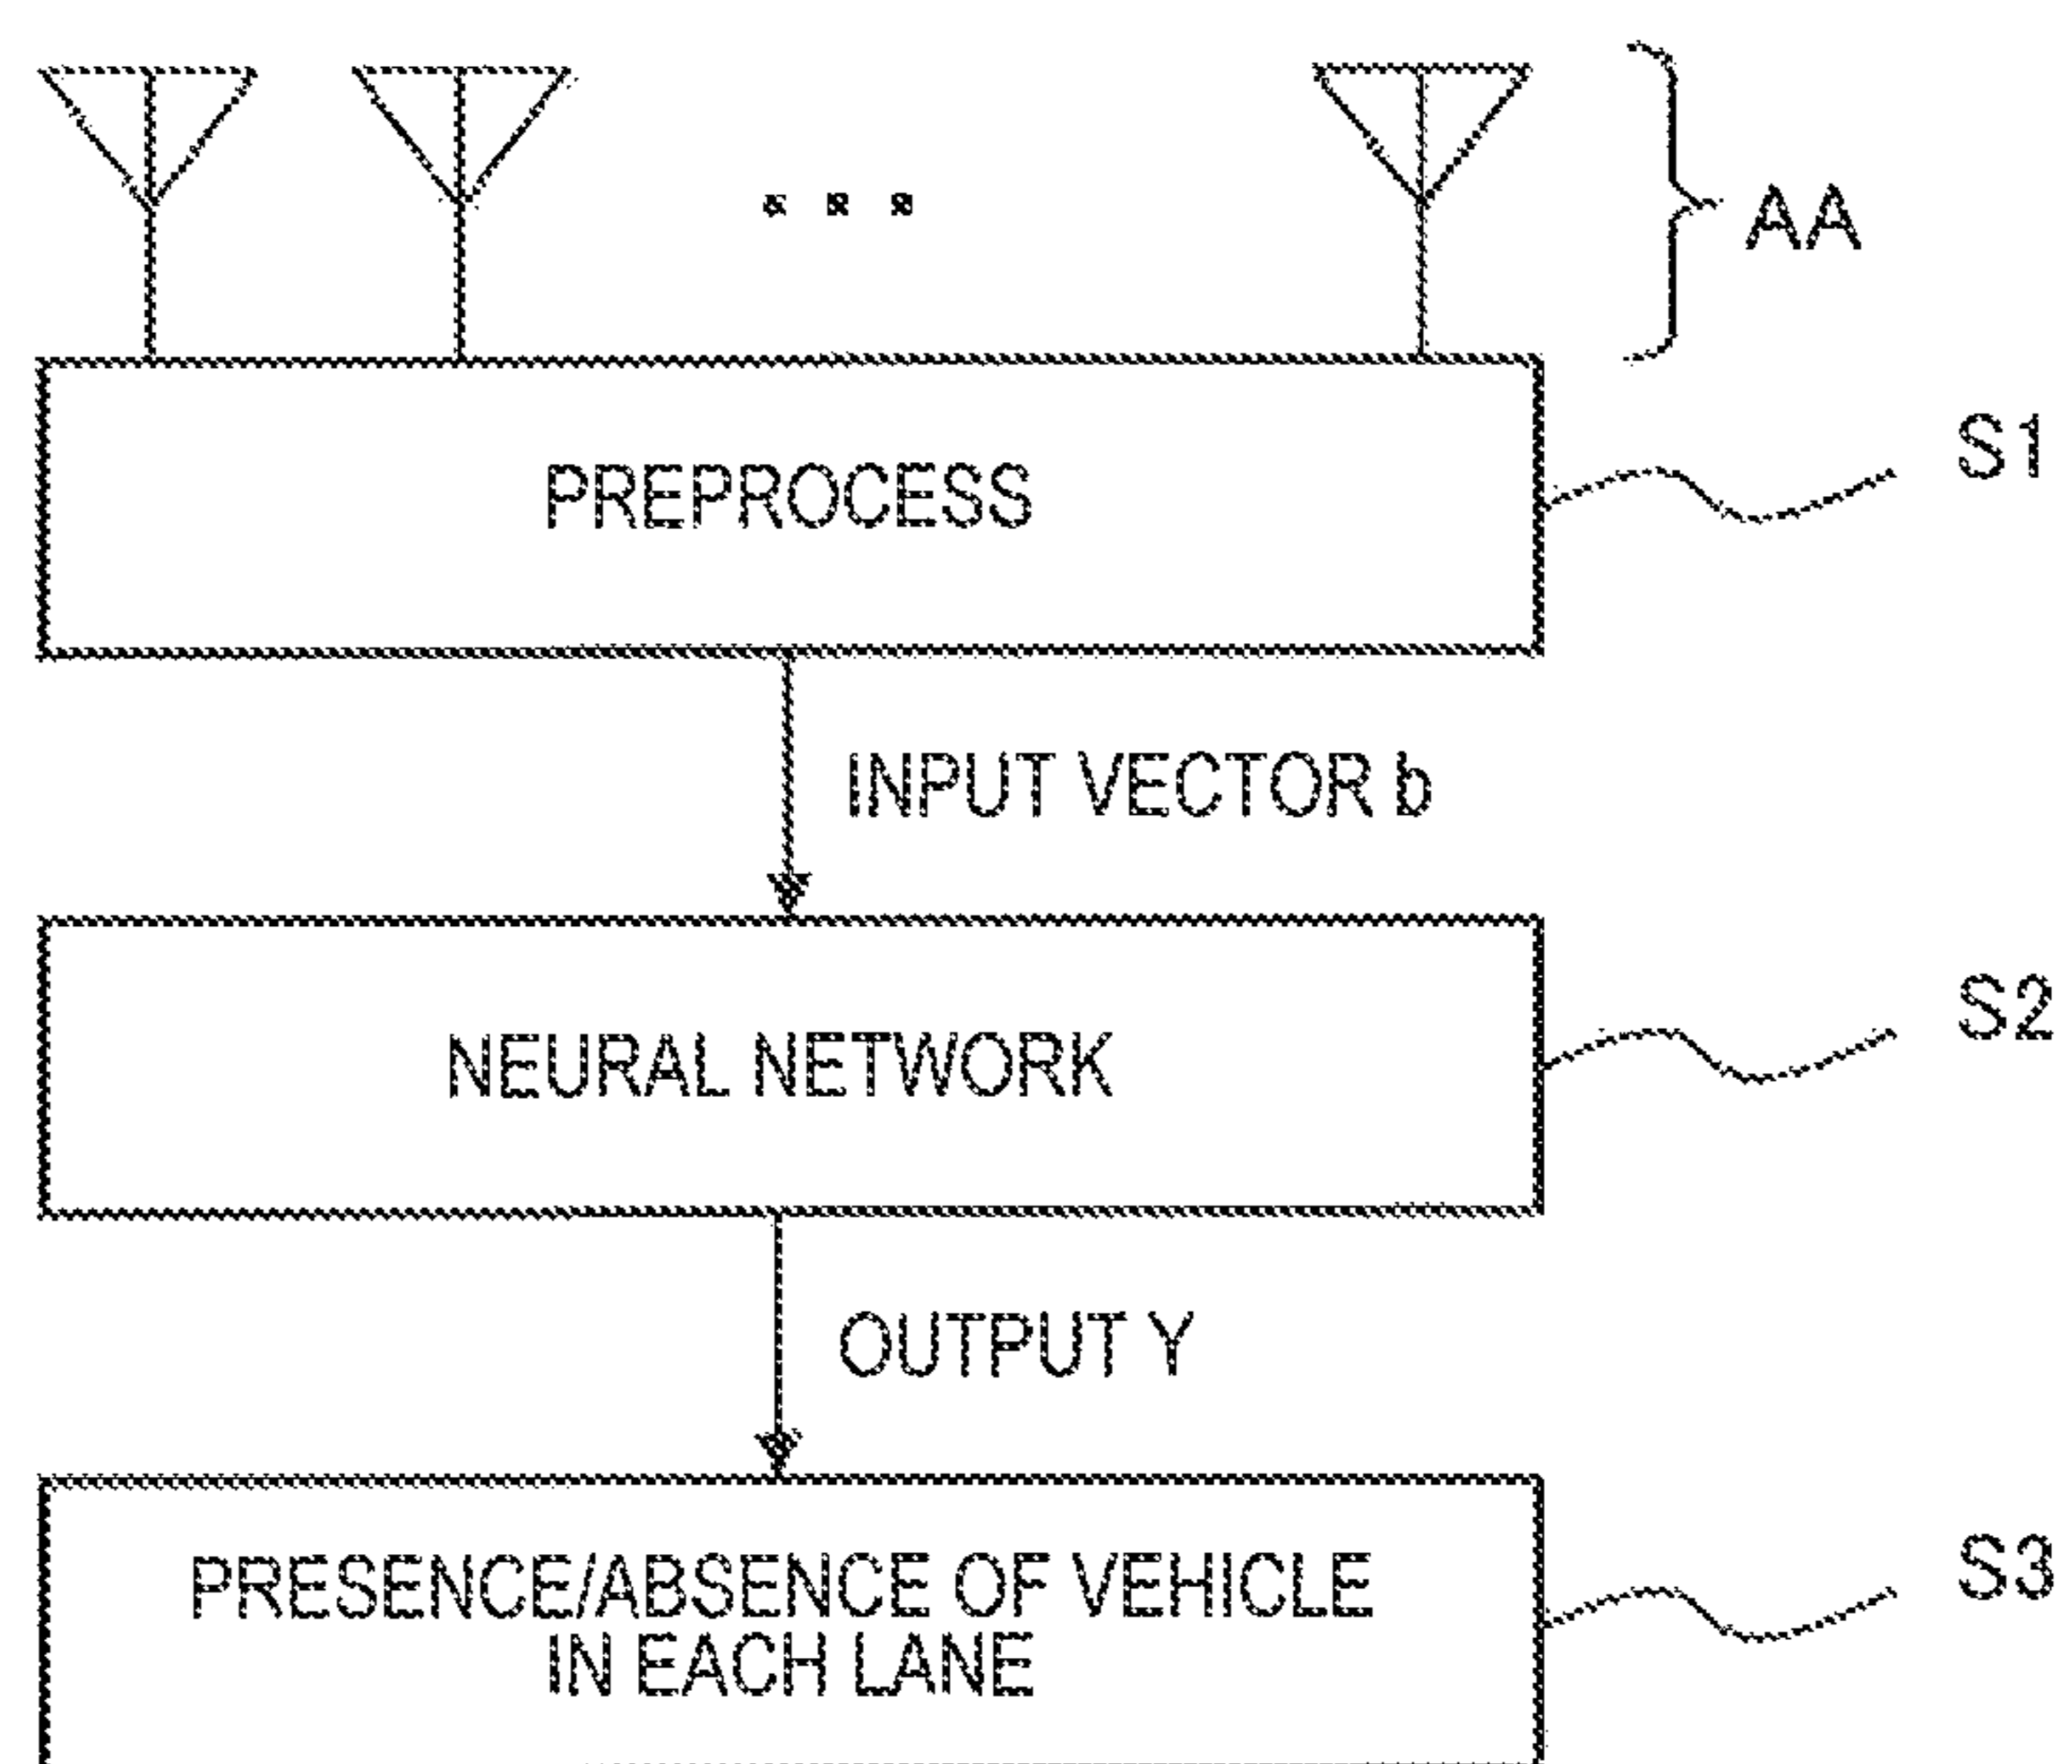 AA
PREPROCESS
S1
INPUT VECTOR b
NEURAL NETWORK
S2
OUTPUT Y
PRESENCE/ABSENCE OF VEHICLE
IN EACH LANE
S3